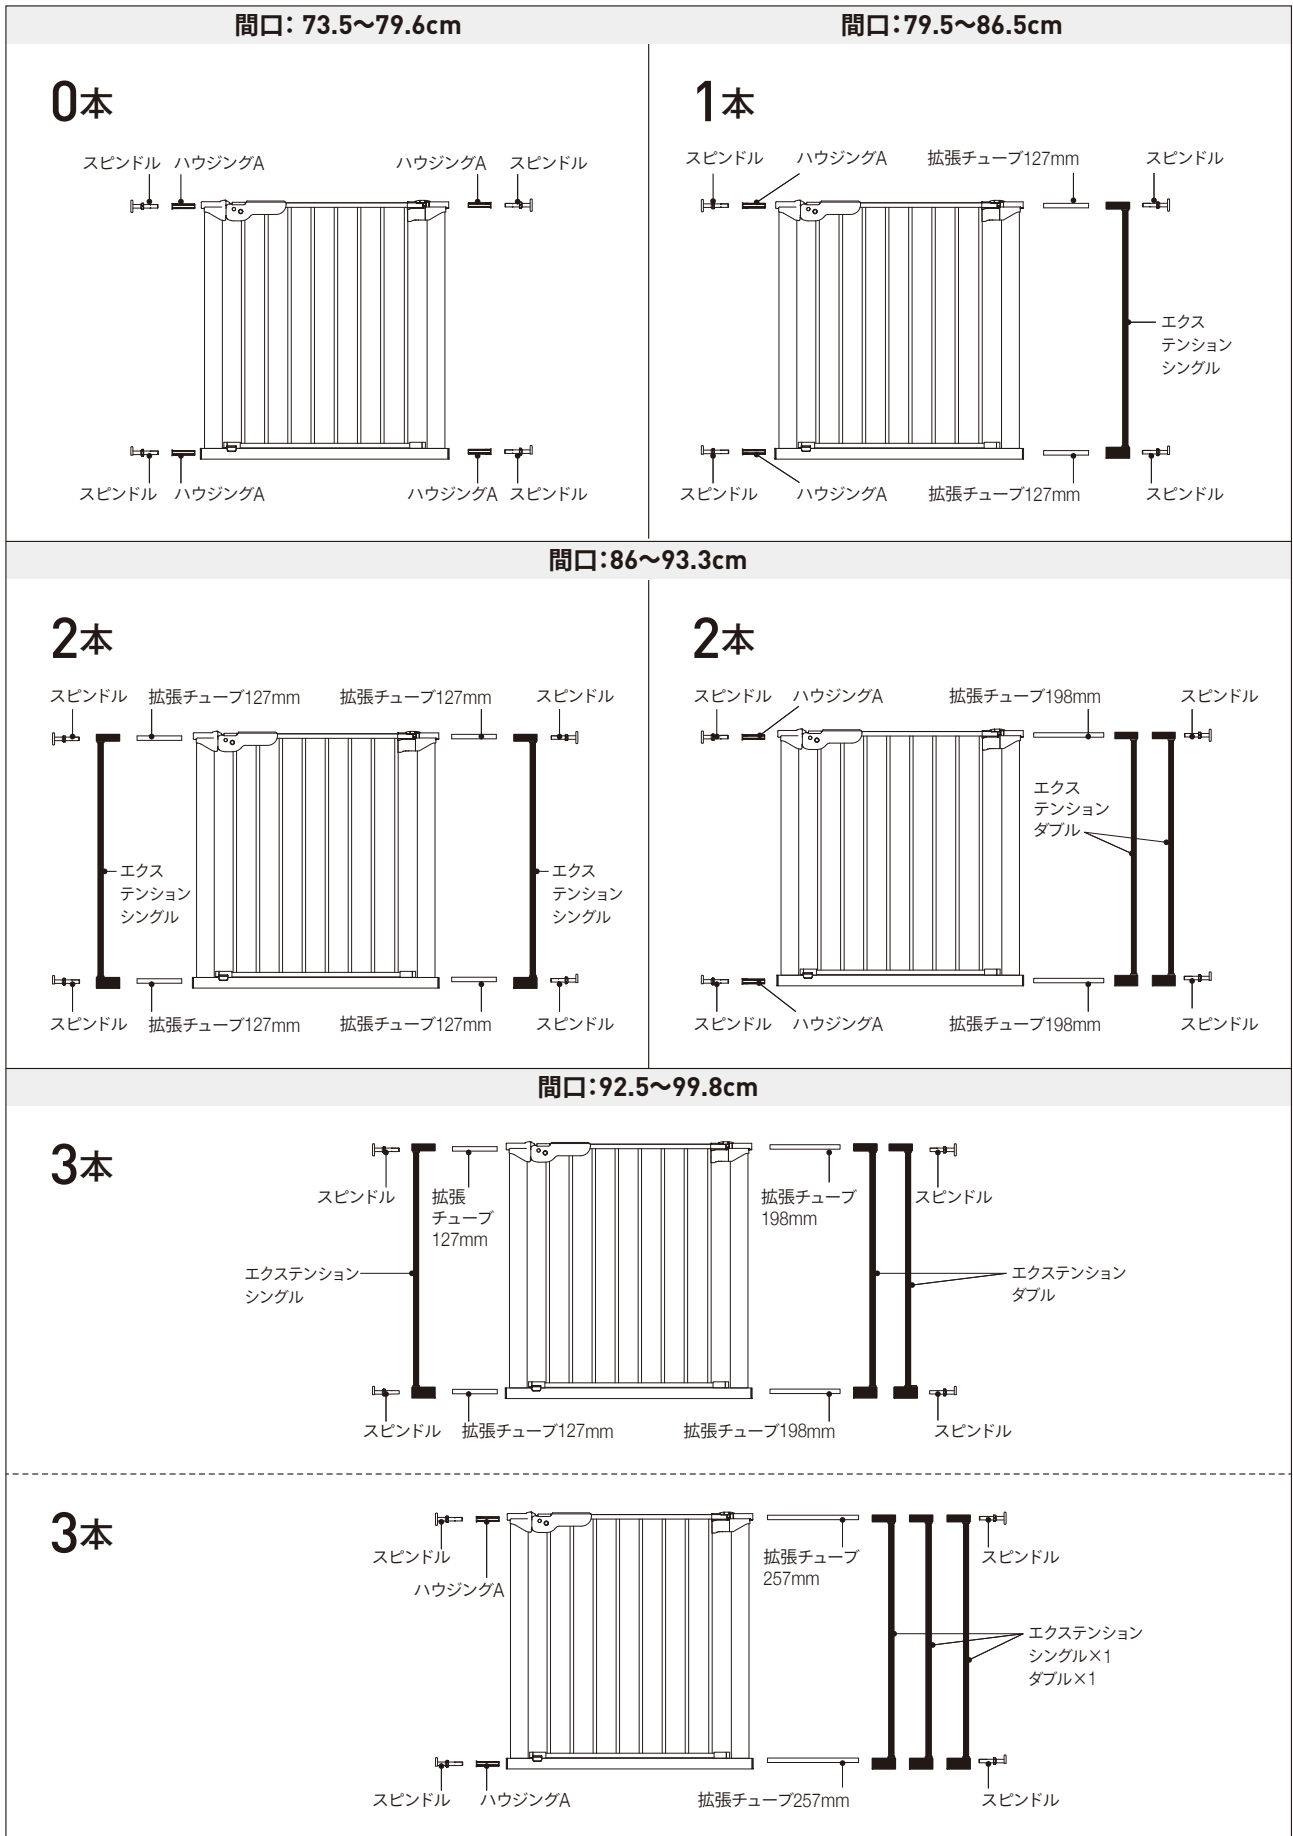 間口：73.5～79.6cm
0本
スピンドル ハウジングA ハウジングA スピンドル
スピンドル ハウジングA ハウジングA スピンドル
間口：79.5～86.5cm
1本
スピンドル ハウジングA 拡張チューブ127mm スピンドル
エクス
テンション
シングル
スピンドル ハウジングA 拡張チューブ127mm スピンドル
間口：86～93.3cm
2本
スピンドル 拡張チューブ127mm 拡張チューブ127mm スピンドル
エクス
テンション
シングル
エクス
テンション
シングル
スピンドル 拡張チューブ127mm 拡張チューブ127mm スピンドル
2本
スピンドル ハウジングA 拡張チューブ198mm スピンドル
エクス
テンション
ダブル
スピンドル ハウジングA 拡張チューブ198mm スピンドル
間口：92.5～99.8cm
3本
スピンドル
拡張
チューブ
127mm
拡張チューブ
198mm
スピンドル
エクステンション
シングル
エクステンション
ダブル
スピンドル 拡張チューブ127mm 拡張チューブ198mm スピンドル
3本
スピンドル
ハウジングA
拡張チューブ
257mm
スピンドル
エクステンション
シングル×1
ダブル×1
スピンドル ハウジングA 拡張チューブ257mm スピンドル